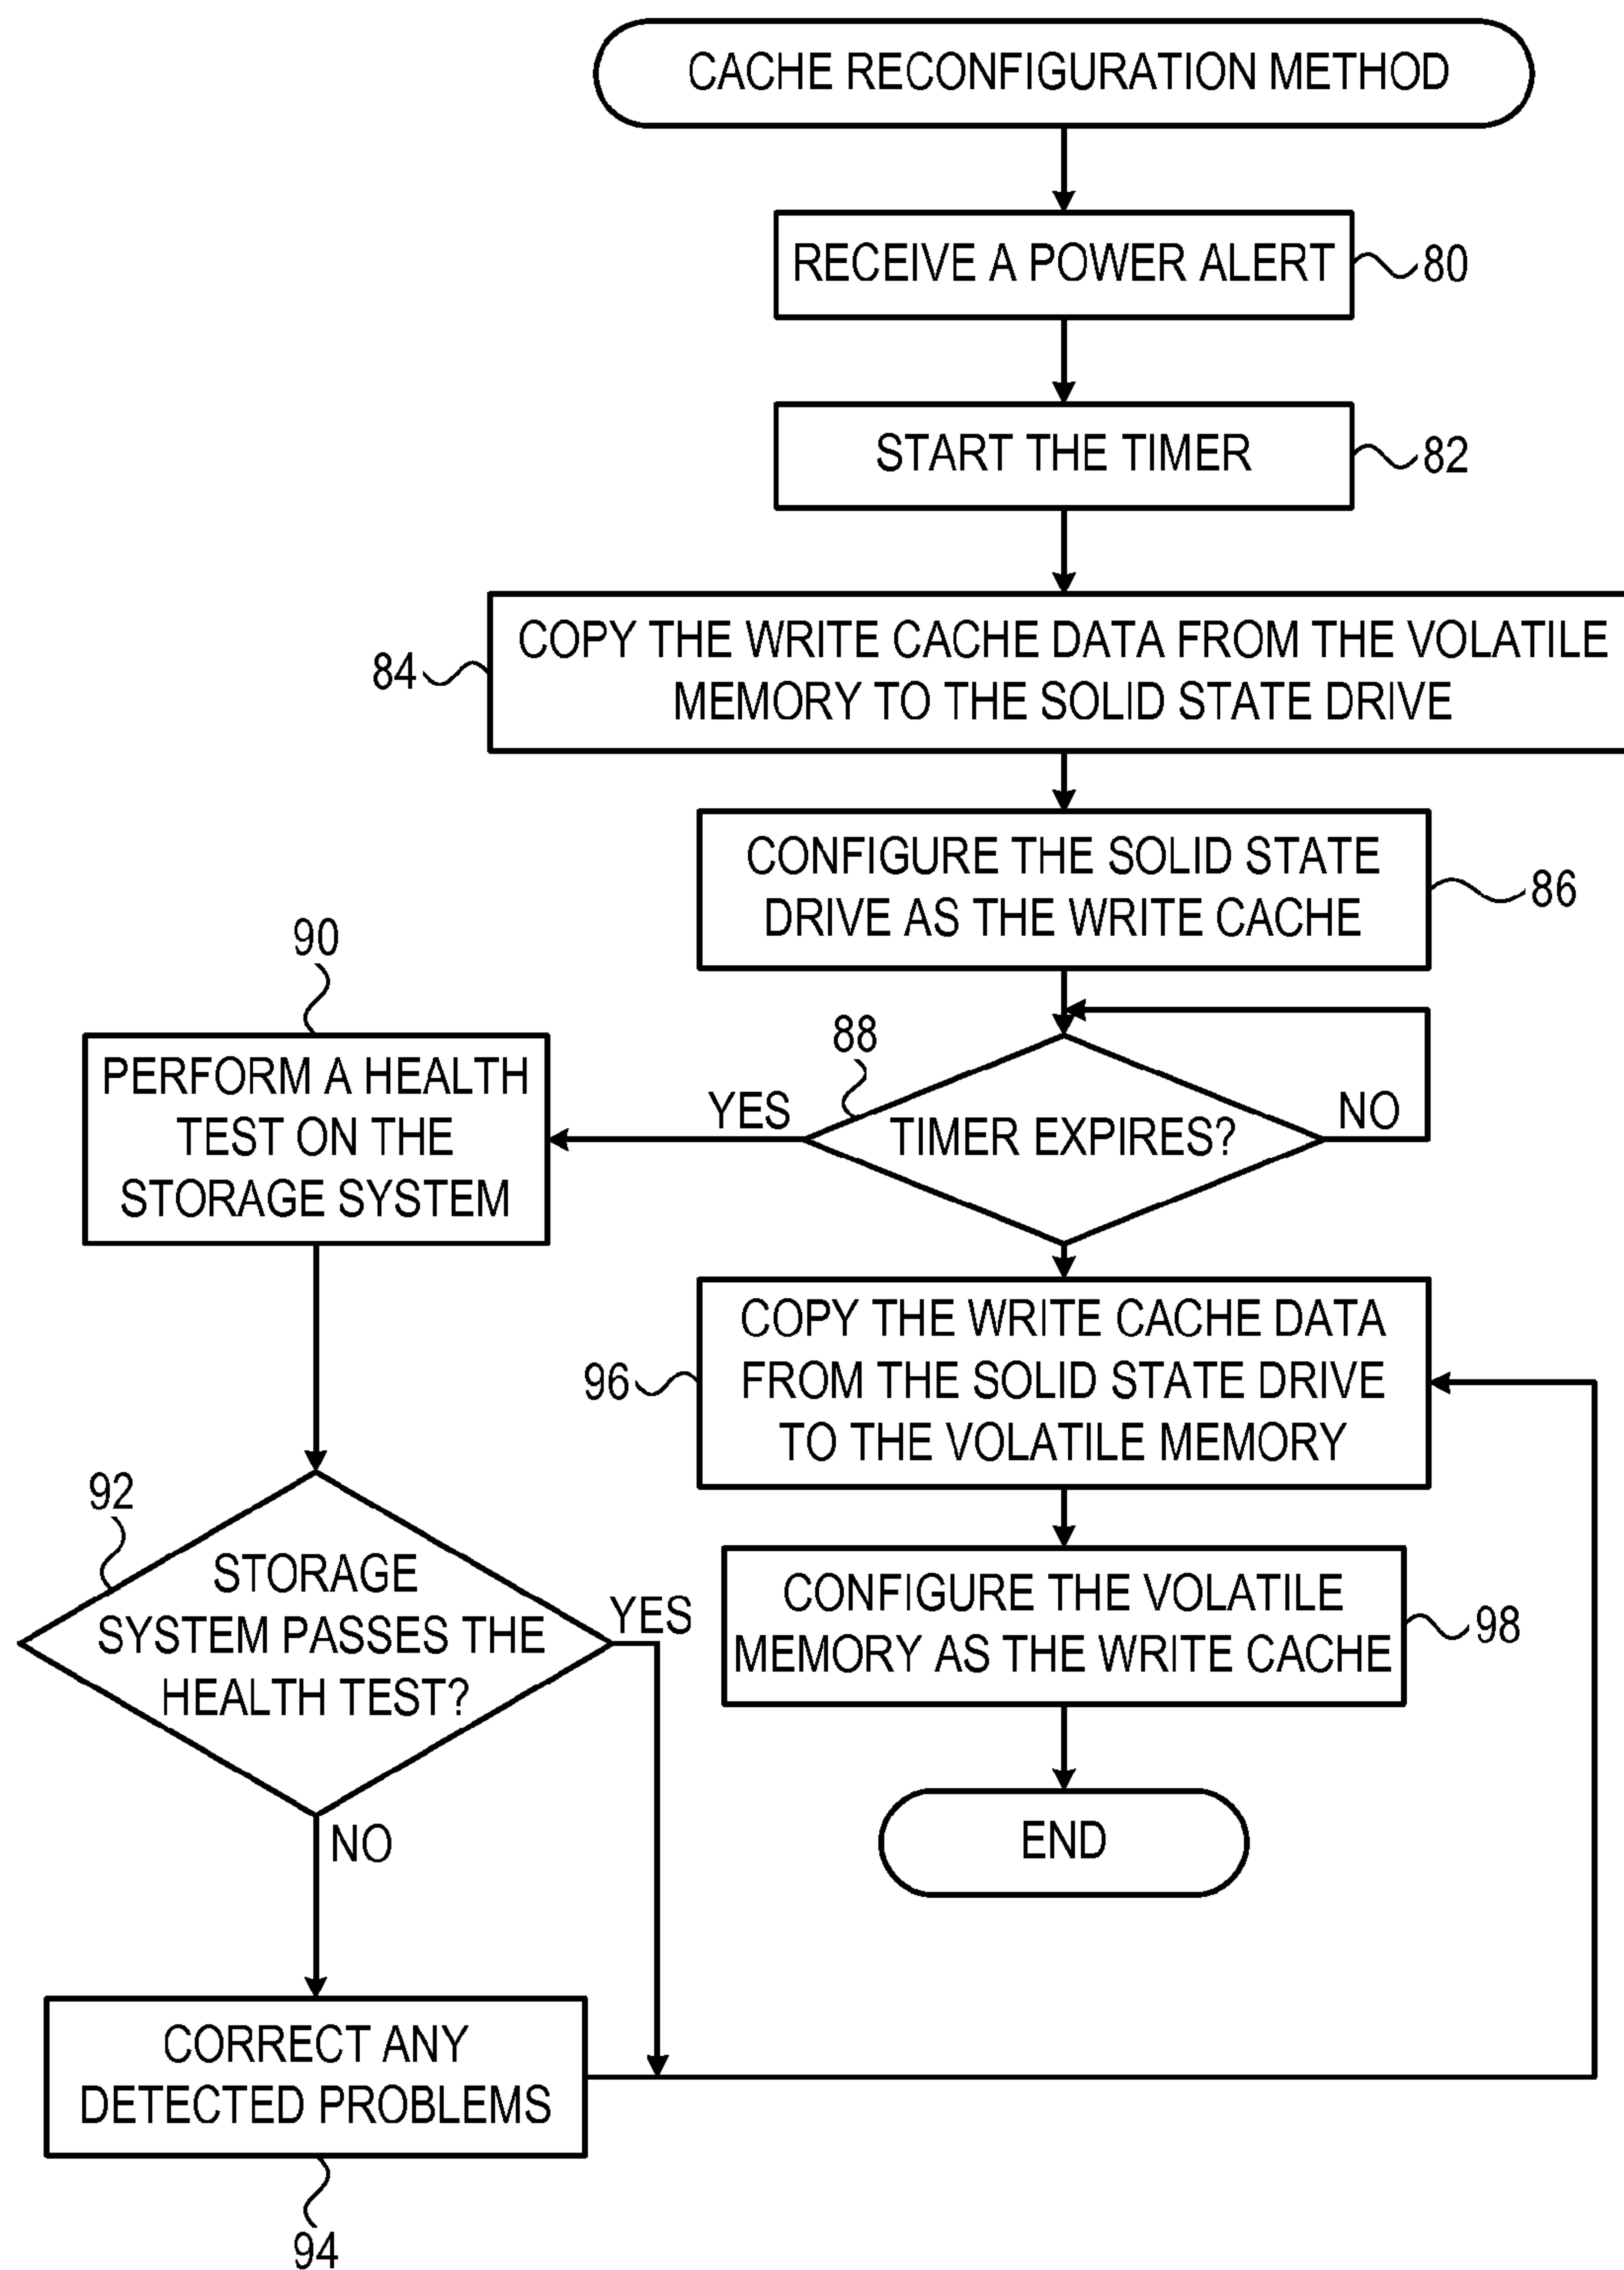 CACHE RECONFIGURATION METHOD
RECEIVE A POWER ALERT
80
START THE TIMER
82
84
COPY THE WRITE CACHE DATA FROM THE VOLATILE
MEMORY TO THE SOLID STATE DRIVE
CONFIGURE THE SOLID STATE
DRIVE AS THE WRITE CACHE
86
88
TIMER EXPIRES?
YES
NO
90
PERFORM A HEALTH
TEST ON THE
STORAGE SYSTEM
92
STORAGE
SYSTEM PASSES THE
HEALTH TEST?
YES
NO
CORRECT ANY
DETECTED PROBLEMS
94
96
COPY THE WRITE CACHE DATA
FROM THE SOLID STATE DRIVE
TO THE VOLATILE MEMORY
CONFIGURE THE VOLATILE
MEMORY AS THE WRITE CACHE
98
END